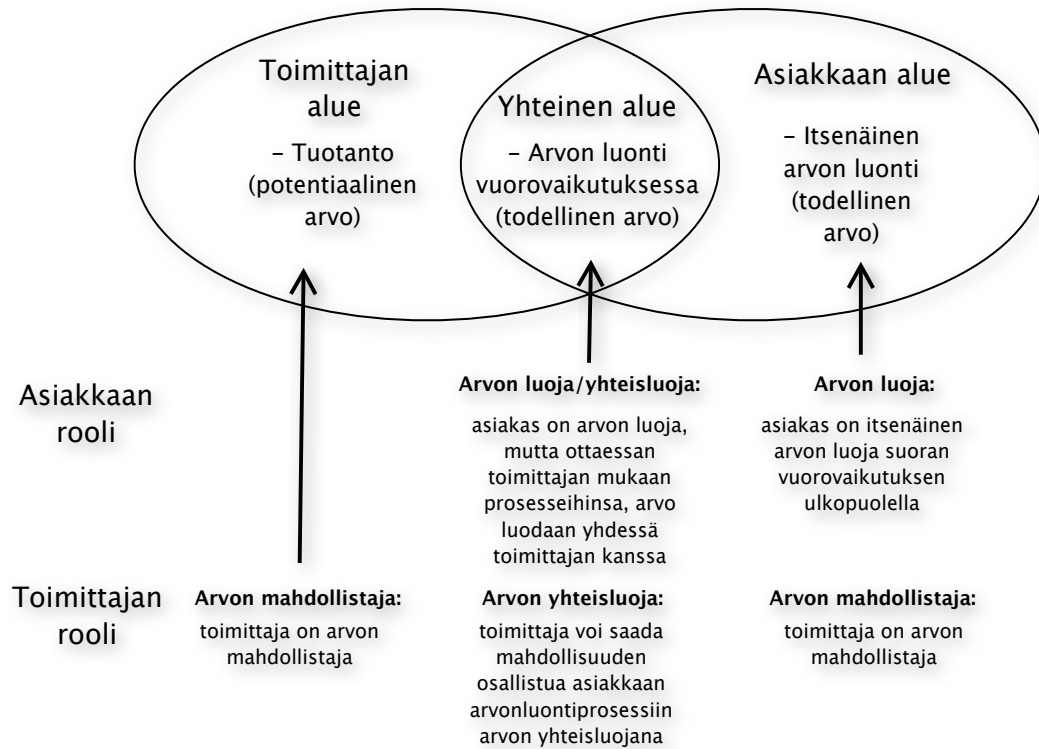 Toimittajan
alue
– Tuotanto
(potentiaalinen
arvo)
Yhteinen alue
– Arvon luonti
vuorovaikutuksessa
(todellinen arvo)
Asiakkaan alue
– Itsenäinen
arvon luonti
(todellinen
arvo)
Asiakkaan
rooli
Arvon luoja/yhteisluoja:
asiakas on arvon luoja,
mutta ottaessan
toimittajan mukaan
prosesseihinsa, arvo
luodaan yhdessä
toimittajan kanssa
Arvon luoja:
asiakas on itsenäinen
arvon luoja suoran
vuorovaikutuksen
ulkopuolella
Toimittajan
rooli
Arvon mahdollistaja:
toimittaja on arvon
mahdollistaja
Arvon yhteisluoja:
toimittaja voi saada
mahdollisuuden
osallistua asiakkaan
arvonluontiprosessiin
arvon yhteisluojana
Arvon mahdollistaja:
toimittaja on arvon
mahdollistaja